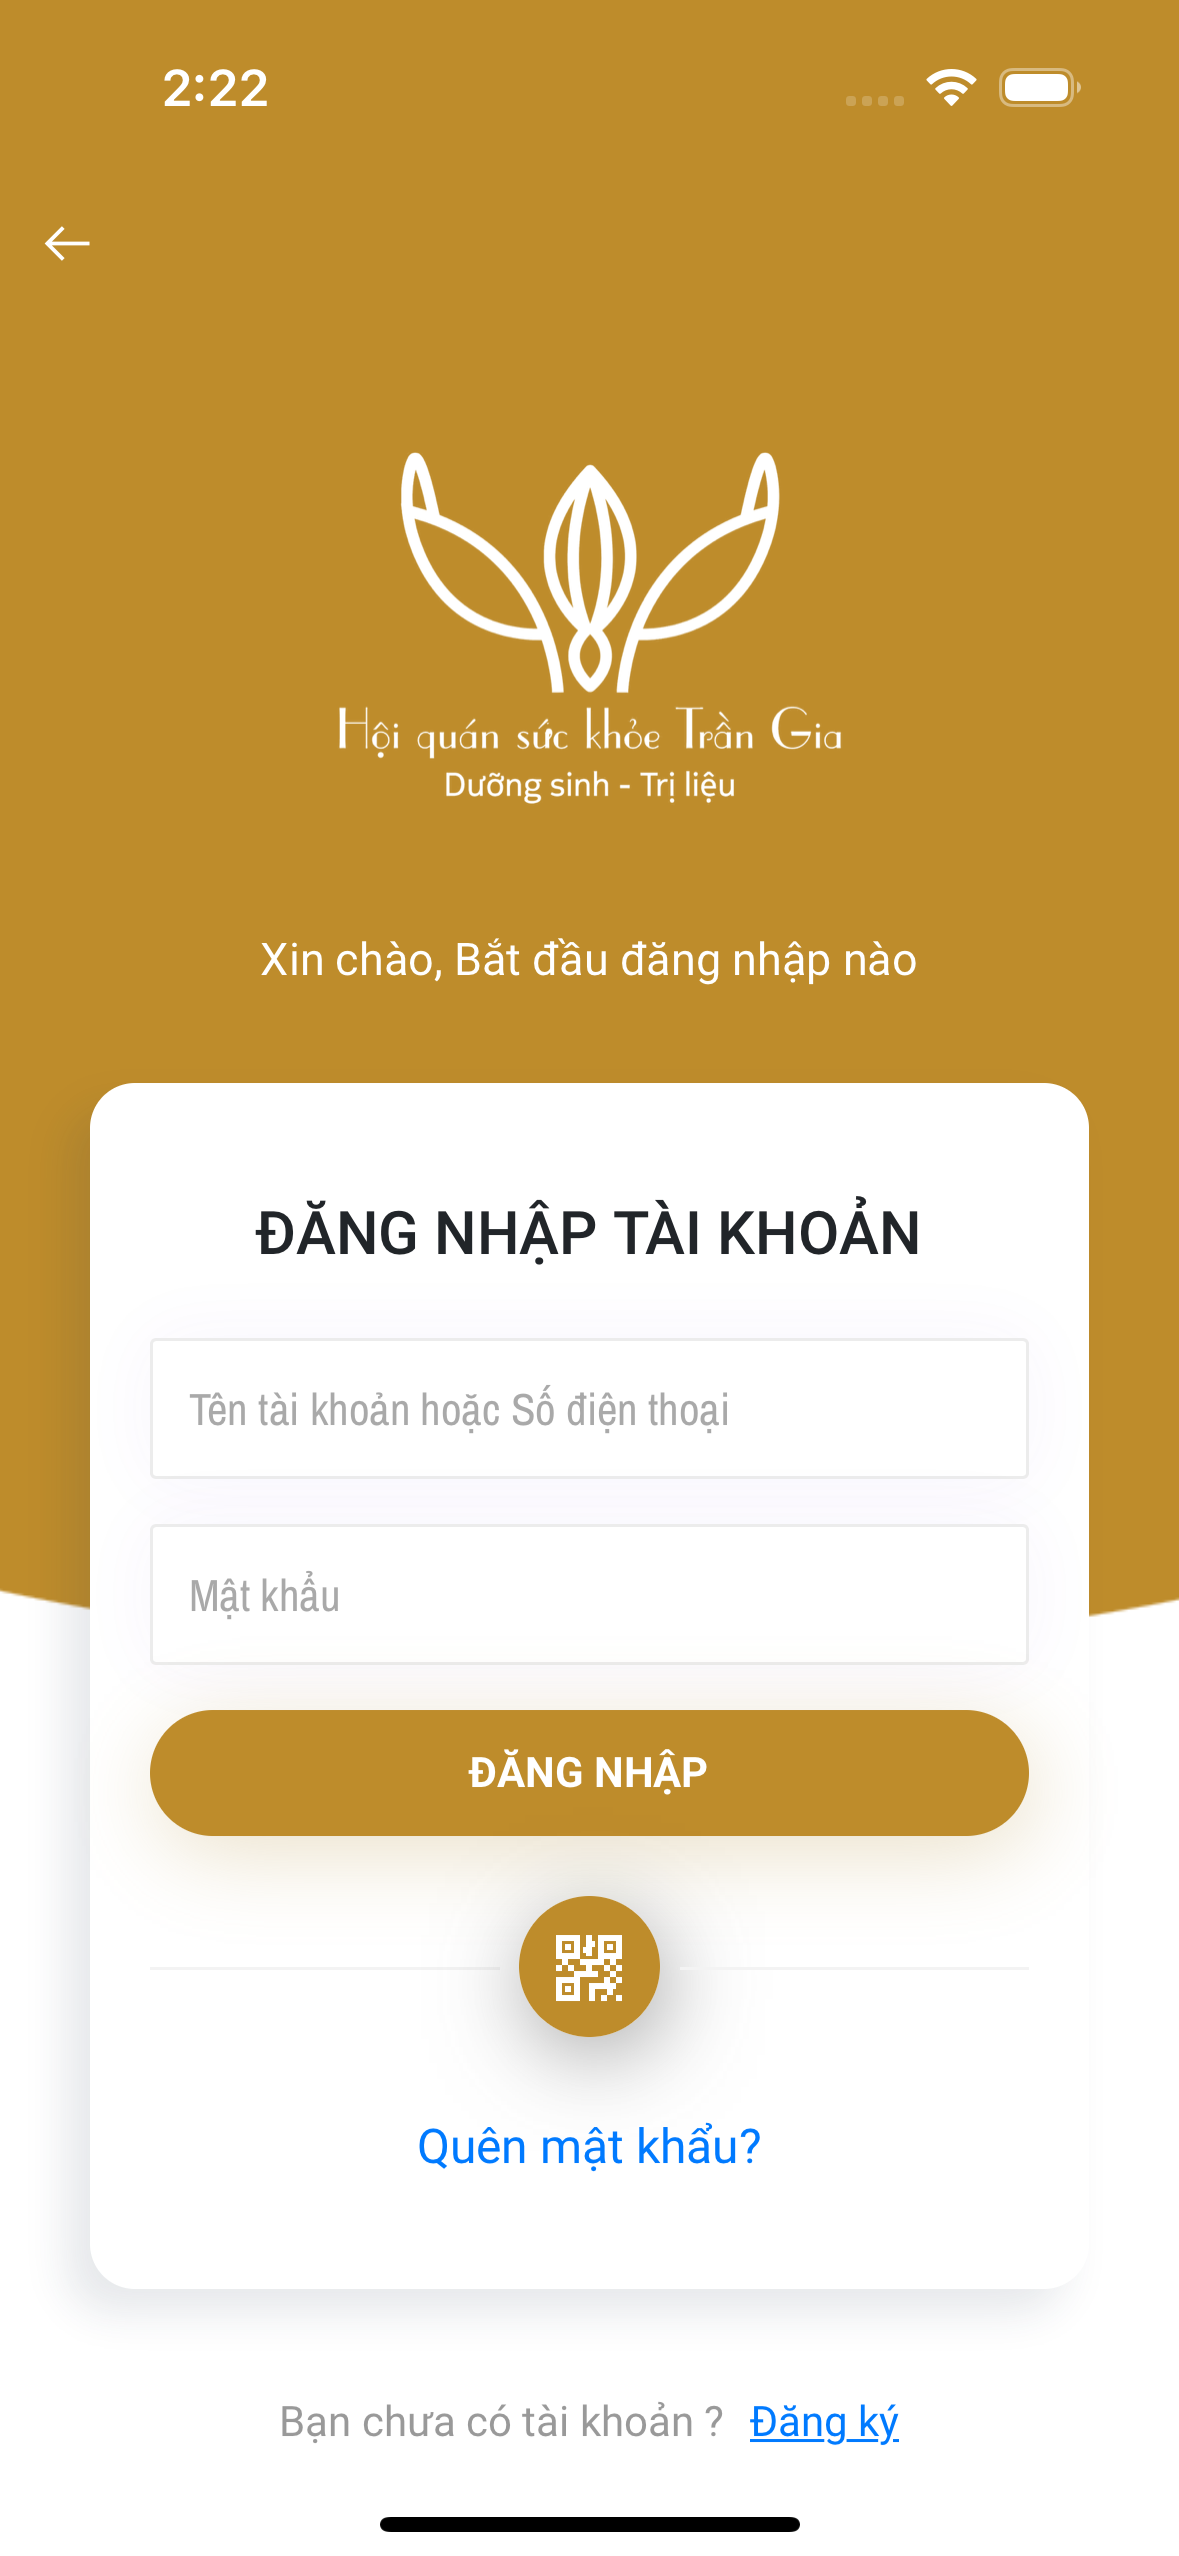 2:22
Hội quán sức khỏe Trần Gia
Dưỡng sinh - Trị liệu
Xin chào, Bắt đầu đăng nhập nào
ĐĂNG NHẬP TÀI KHOẢN
Tên tài khoản hoặc Số điện thoại
Mật khẩu
ĐĂNG NHẬP
Quên mật khẩu?
Bạn chưa có tài khoản ? Đăng ký